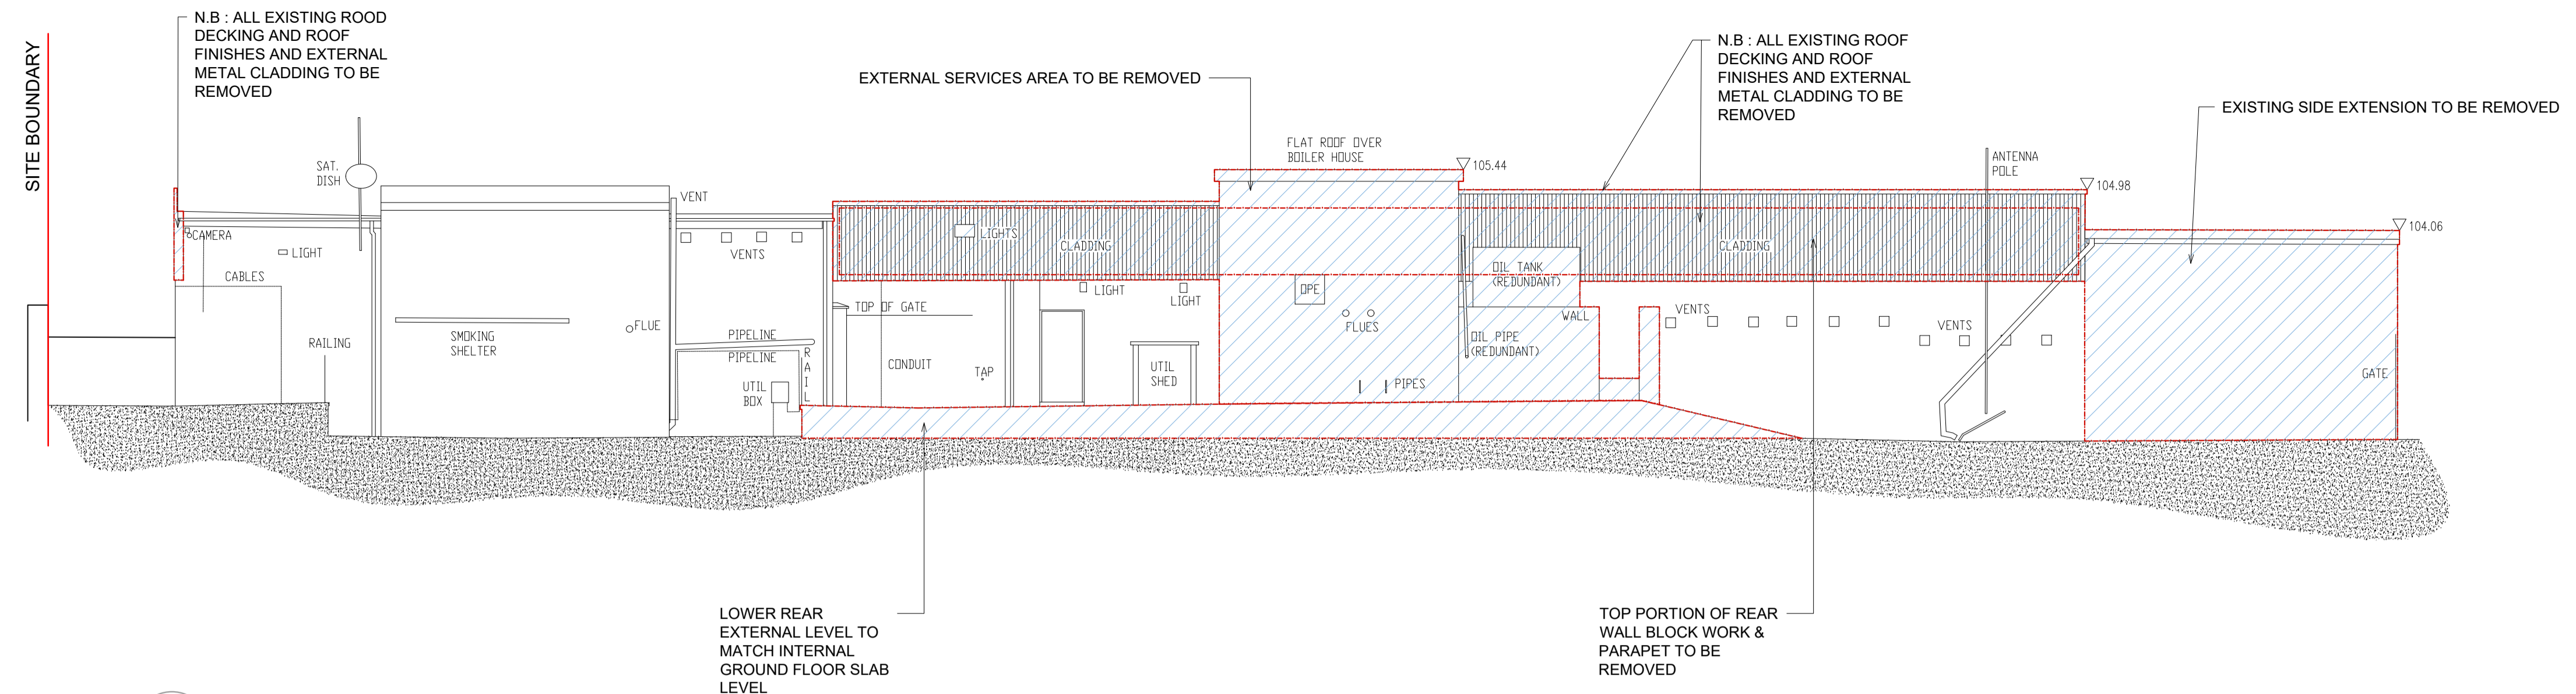 N.B : ALL EXISTING ROOD
DECKING AND ROOF
FINISHES AND EXTERNAL
METAL CLADDING TO BE
REMOVED
SITE BOUNDARY
EXTERNAL SERVICES AREA TO BE REMOVED
N.B : ALL EXISTING ROOF
DECKING AND ROOF
FINISHES AND EXTERNAL
METAL CLADDING TO BE
REMOVED
EXISTING SIDE EXTENSION TO BE REMOVED
FLAT ROOF OVER
BOILER HOUSE
105.44
SAT.
DISH
ANTENNA
POLE
104.98
VENT
104.06
CAMERA
LIGHT
CABLES
VENTS
LIGHTS
CLADDING
CLADDING
OIL TANK
(REDUNDANT)
OPE
LIGHT
LIGHT
TOP OF GATE
WALL
VENTS
VENTS
FLUE
FLUES
SMOKING
SHELTER
RAILING
PIPELINE
PIPELINE
RAIL
OIL PIPE
(REDUNDANT)
CONDUIT
TAP
UTIL
SHED
UTIL
BOX
PIPES
GATE
LOWER REAR
EXTERNAL LEVEL TO
MATCH INTERNAL
GROUND FLOOR SLAB
LEVEL
TOP PORTION OF REAR
WALL BLOCK WORK &
PARAPET TO BE
REMOVED